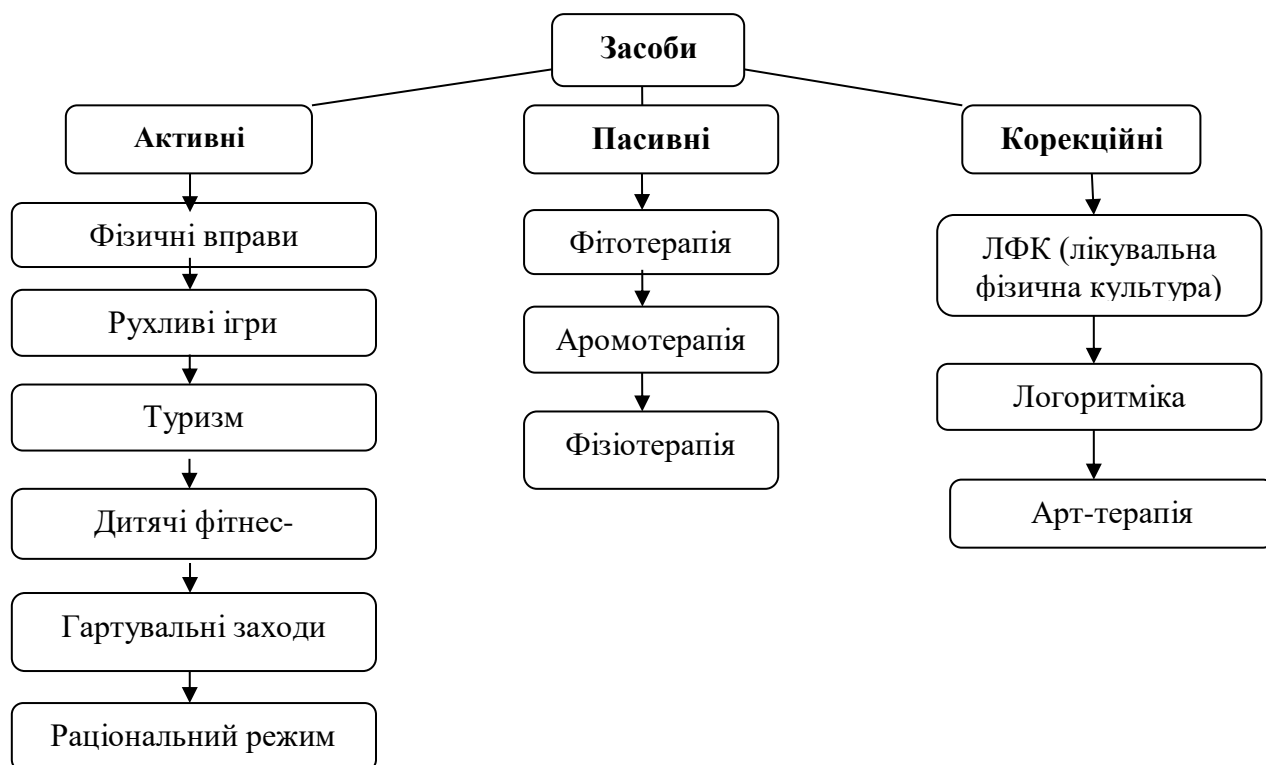 Засоби
Активні
Пасивні
Корекційні
Фізичні вправи
Рухливі ігри
Туризм
Дитячі фітнес-
Гартувальні заходи
Раціональний режим
Фітотерапія
Аромотерапія
Фізіотерапія
ЛФК (лікувальна
фізична культура)
Логоритміка
Арт-терапія